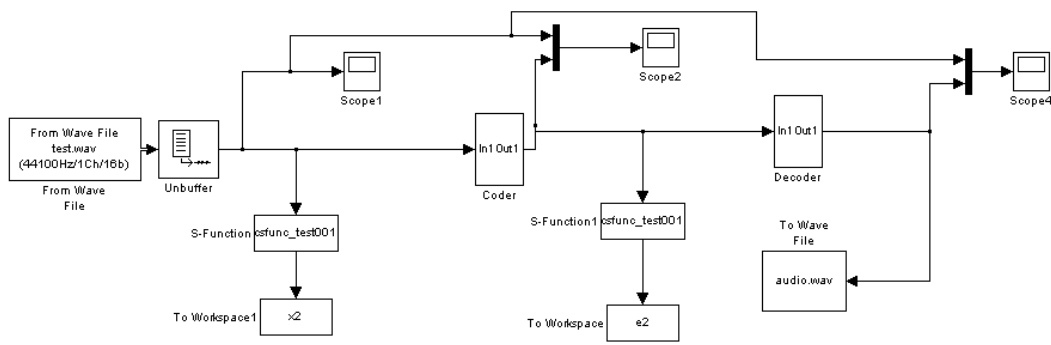 Scope1
Scope2
Scope4
From Wave File
test.wav
(44100Hz/1Ch/16b)
From Wave
File
Unbuffer
In1 Out1
Coder
In1 Out1
Decoder
S-Function
csfunc_test001
S-Function1
csfunc_test001
To Wave
File
audio.wav
To Workspace1
x2
To Workspace
e2